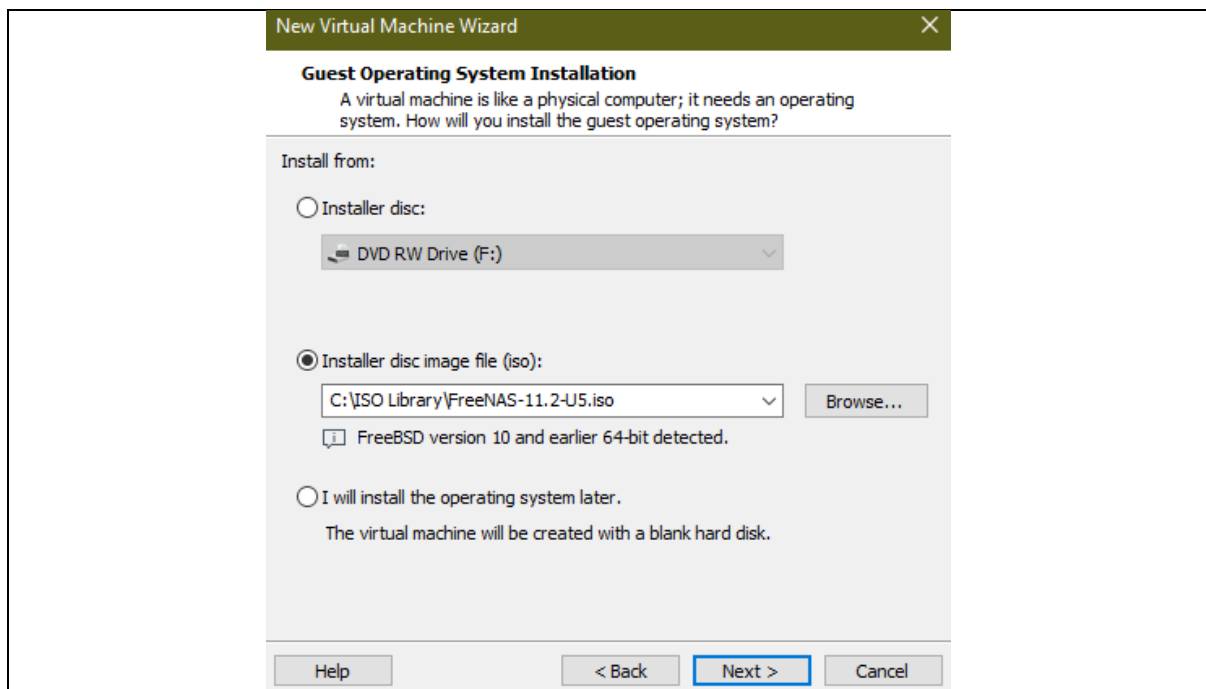 New Virtual Machine Wizard
Guest Operating System Installation
A virtual machine is like a physical computer; it needs an operating
system. How will you install the guest operating system?
Install from:
Installer disc:
DVD RW Drive (F:)
Installer disc image file (iso):
C:\ISO Library\FreeNAS-11.2-U5.iso
Browse...
FreeBSD version 10 and earlier 64-bit detected.
I will install the operating system later.
The virtual machine will be created with a blank hard disk.
Help
< Back
Next >
Cancel